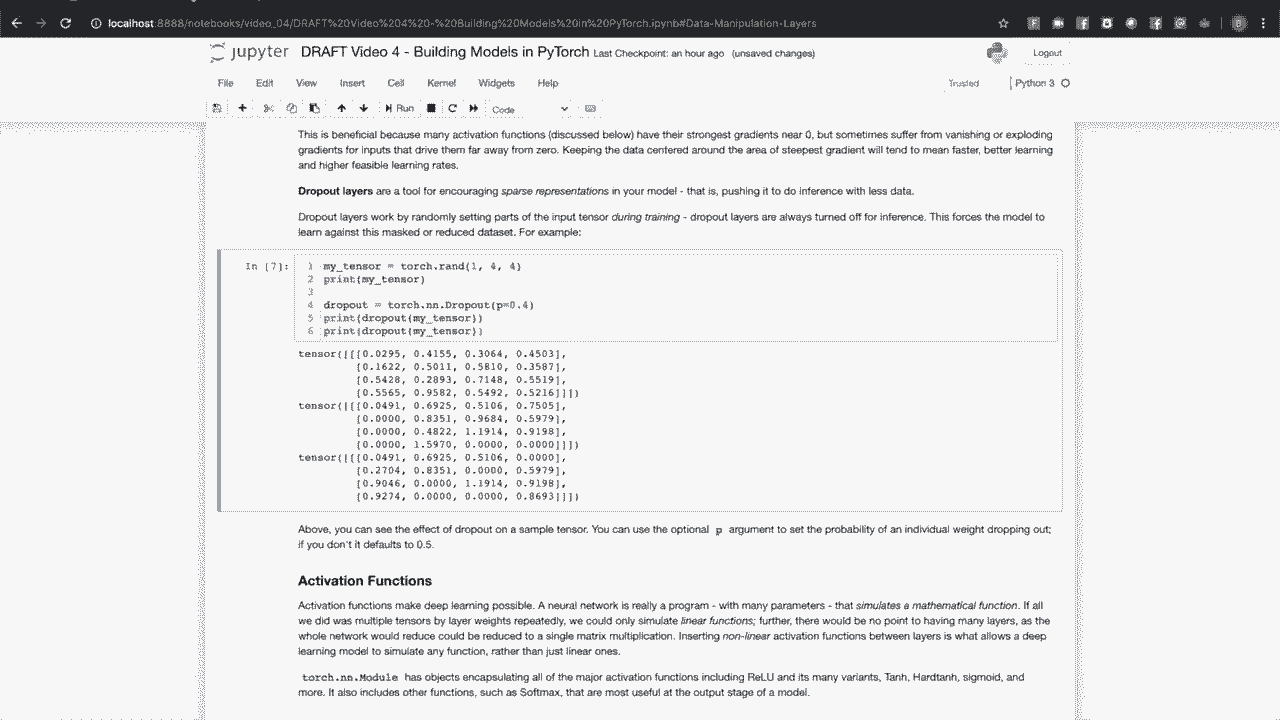 localhost:8888/notebooks/video_04/DRAFT%20Video%204%20-%20Building%20Models%20in%20PyTorch.ipynb#Data-Manipulation-Layers
jupyter DRAFT Video 4 - Building Models in PyTorch Last Checkpoint: an hour ago (unsaved changes)
Logout
File Edit View Insert Cell Kernel Widgets Help
Trusted Python 3
Run Code
This is beneficial because many activation functions (discussed below) have their strongest gradients near 0, but sometimes suffer from vanishing or exploding
gradients for inputs that drive them far away from zero. Keeping the data centered around the area of steepest gradient will tend to mean faster, better learning
and higher feasible learning rates.
Dropout layers are a tool for encouraging sparse representations in your model - that is, pushing it to do inference with less data.
Dropout layers work by randomly setting parts of the input tensor during training - dropout layers are always turned off for inference. This forces the model to
learn against this masked or reduced dataset. For example:
In [7]: 1 my_tensor = torch.rand(1, 4, 4)
2 print(my_tensor)
3
4 dropout = torch.nn.Dropout(p=0.4)
5 print(dropout(my_tensor))
6 print(dropout(my_tensor))
tensor([[[0.0295, 0.4155, 0.3064, 0.4503],
[0.1622, 0.5011, 0.5810, 0.3587],
[0.5428, 0.2893, 0.7148, 0.5519],
[0.5565, 0.9582, 0.5492, 0.5216]]])
tensor([[[0.0491, 0.6925, 0.5106, 0.7505],
[0.0000, 0.8351, 0.9684, 0.5979],
[0.0000, 0.4822, 1.1914, 0.9198],
[0.0000, 1.5970, 0.0000, 0.0000]]])
tensor([[[0.0491, 0.6925, 0.5106, 0.0000],
[0.2704, 0.8351, 0.0000, 0.5979],
[0.9046, 0.0000, 1.1914, 0.9198],
[0.9274, 0.0000, 0.0000, 0.8693]]])
Above, you can see the effect of dropout on a sample tensor. You can use the optional p argument to set the probability of an individual weight dropping out;
if you don't it defaults to 0.5.
Activation Functions
Activation functions make deep learning possible. A neural network is really a program - with many parameters - that simulates a mathematical function. If all
we did was multiple tensors by layer weights repeatedly, we could only simulate linear functions; further, there would be no point to having many layers, as the
whole network would reduce could be reduced to a single matrix multiplication. Inserting non-linear activation functions between layers is what allows a deep
learning model to simulate any function, rather than just linear ones.
torch.nn.Module has objects encapsulating all of the major activation functions including ReLU and its many variants, Tanh, Hardtanh, sigmoid, and
more. It also includes other functions, such as Softmax, that are most useful at the output stage of a model.